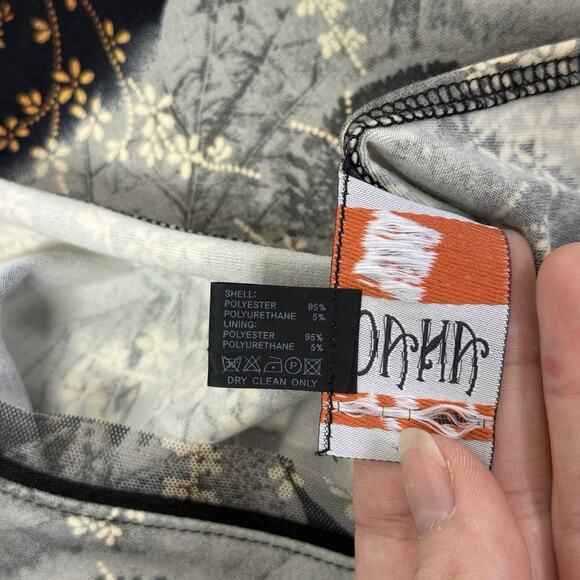 SHELL:
POLYESTER 95%
POLYURETHANE 5%
LINING:
POLYESTER 95%
POLYURETHANE 5%
DRY CLEAN ONLY